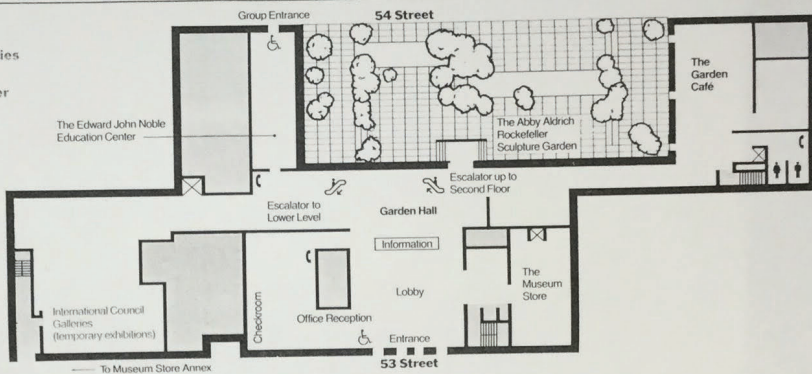 54 Street
Group Entrance
ies
er
The Edward John Noble
Education Center
The Abby Aldrich
Rockefeller
Sculpture Garden
The
Garden
Café
Escalator to
Lower Level
Escalator up to
Second Floor
Garden Hall
Information
Lobby
The
Museum
Store
International Council
Galleries
(temporary exhibitions)
Checkroom
Office Reception
Entrance
53 Street
To Museum Store Annex